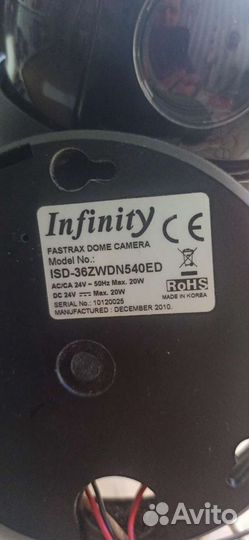 Infinity CE
FASTRAX DOME CAMERA
Model No.:
ISD-36ZWDN540ED
AC/CA 24V ~ 50Hz Max. 20W
DC 24V ⎓ Max. 20W
SERIAL No.: 10120025
MANUFACTURED : DECEMBER 2010.
RoHS
MADE IN KOREA
Avito